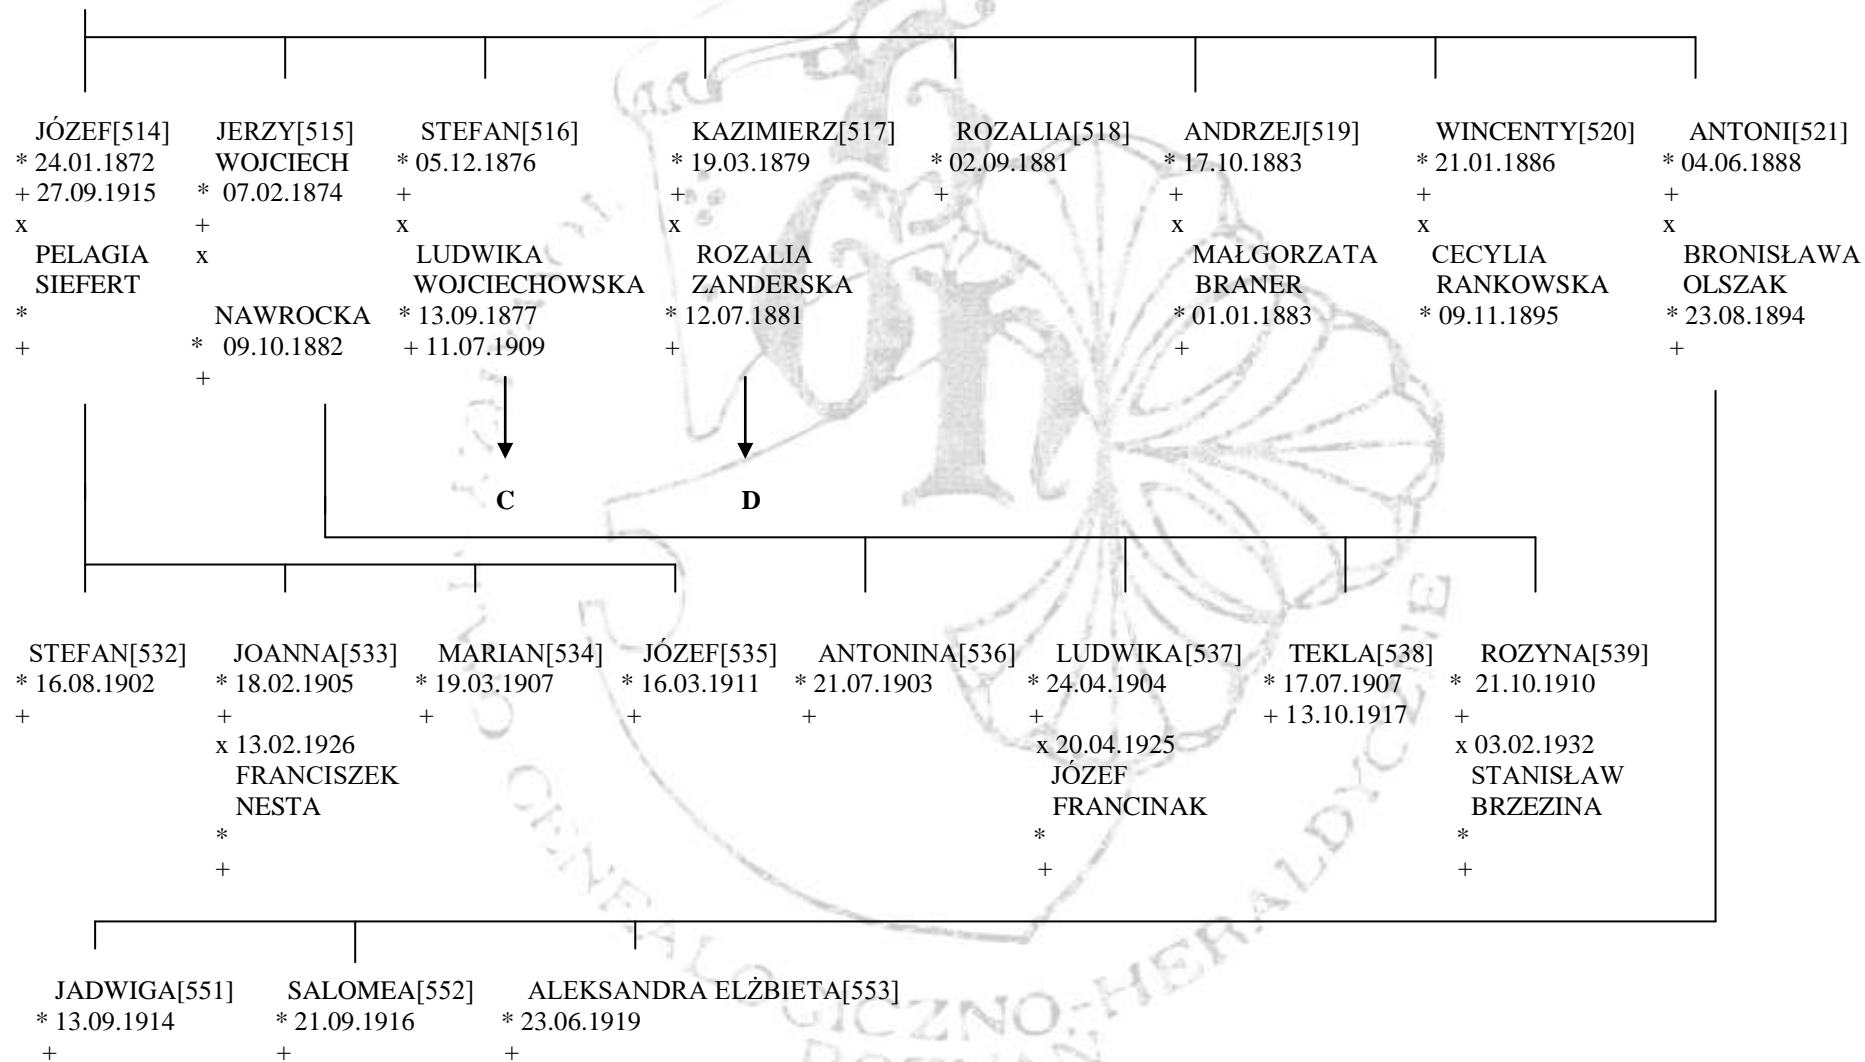 JÓZEF[514] JERZY[515] STEFAN[516] KAZIMIERZ[517] ROZALIA[518] ANDRZEJ[519] WINCENTY[520] ANTONI[521]
* 24.01.1872 WOJCIECH * 05.12.1876 * 19.03.1879 * 02.09.1881 * 17.10.1883 * 21.01.1886 * 04.06.1888
+ 27.09.1915 * 07.02.1874 + + + + + +
x + x x x x x
PELAGIA x LUDWIKA ROZALIA MAŁGORZATA CECYLIA BRONISŁAWA
SIEFERT WOJCIECHOWSKA ZANDERSKA BRANER RANKOWSKA OLSZAK
* NAWROCKA * 13.09.1877 * 12.07.1881 * 01.01.1883 * 09.11.1895 * 23.08.1894
+ * 09.10.1882 + 11.07.1909 + + +
+
C D
STEFAN[532] JOANNA[533] MARIAN[534] JÓZEF[535] ANTONINA[536] LUDWIKA[537] TEKLA[538] ROZYNA[539]
* 16.08.1902 * 18.02.1905 * 19.03.1907 * 16.03.1911 * 21.07.1903 * 24.04.1904 * 17.07.1907 * 21.10.1910
+ + + + + + + 13.10.1917 +
x 13.02.1926 x 20.04.1925 x 03.02.1932
FRANCISZEK JÓZEF STANISŁAW
NESTA FRANCINAK BRZEZINA
* * *
+ + +
JADWIGA[551] SALOMEA[552] ALEKSANDRA ELŻBIETA[553]
* 13.09.1914 * 21.09.1916 * 23.06.1919
+ + +